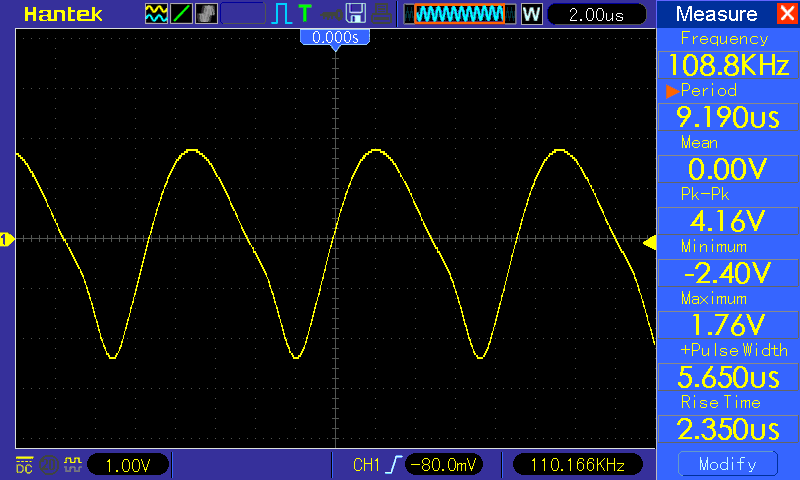 Hantek T W 2.00us Measure
0.000s
Frequency
108.8KHz
Period
9.190us
Mean
0.00V
Pk-Pk
4.16V
Minimum
-2.40V
Maximum
1.76V
+Pulse Width
5.650us
Rise Time
2.350us
1
DC 1.00V CH1 -80.0mV 110.166KHz Modify